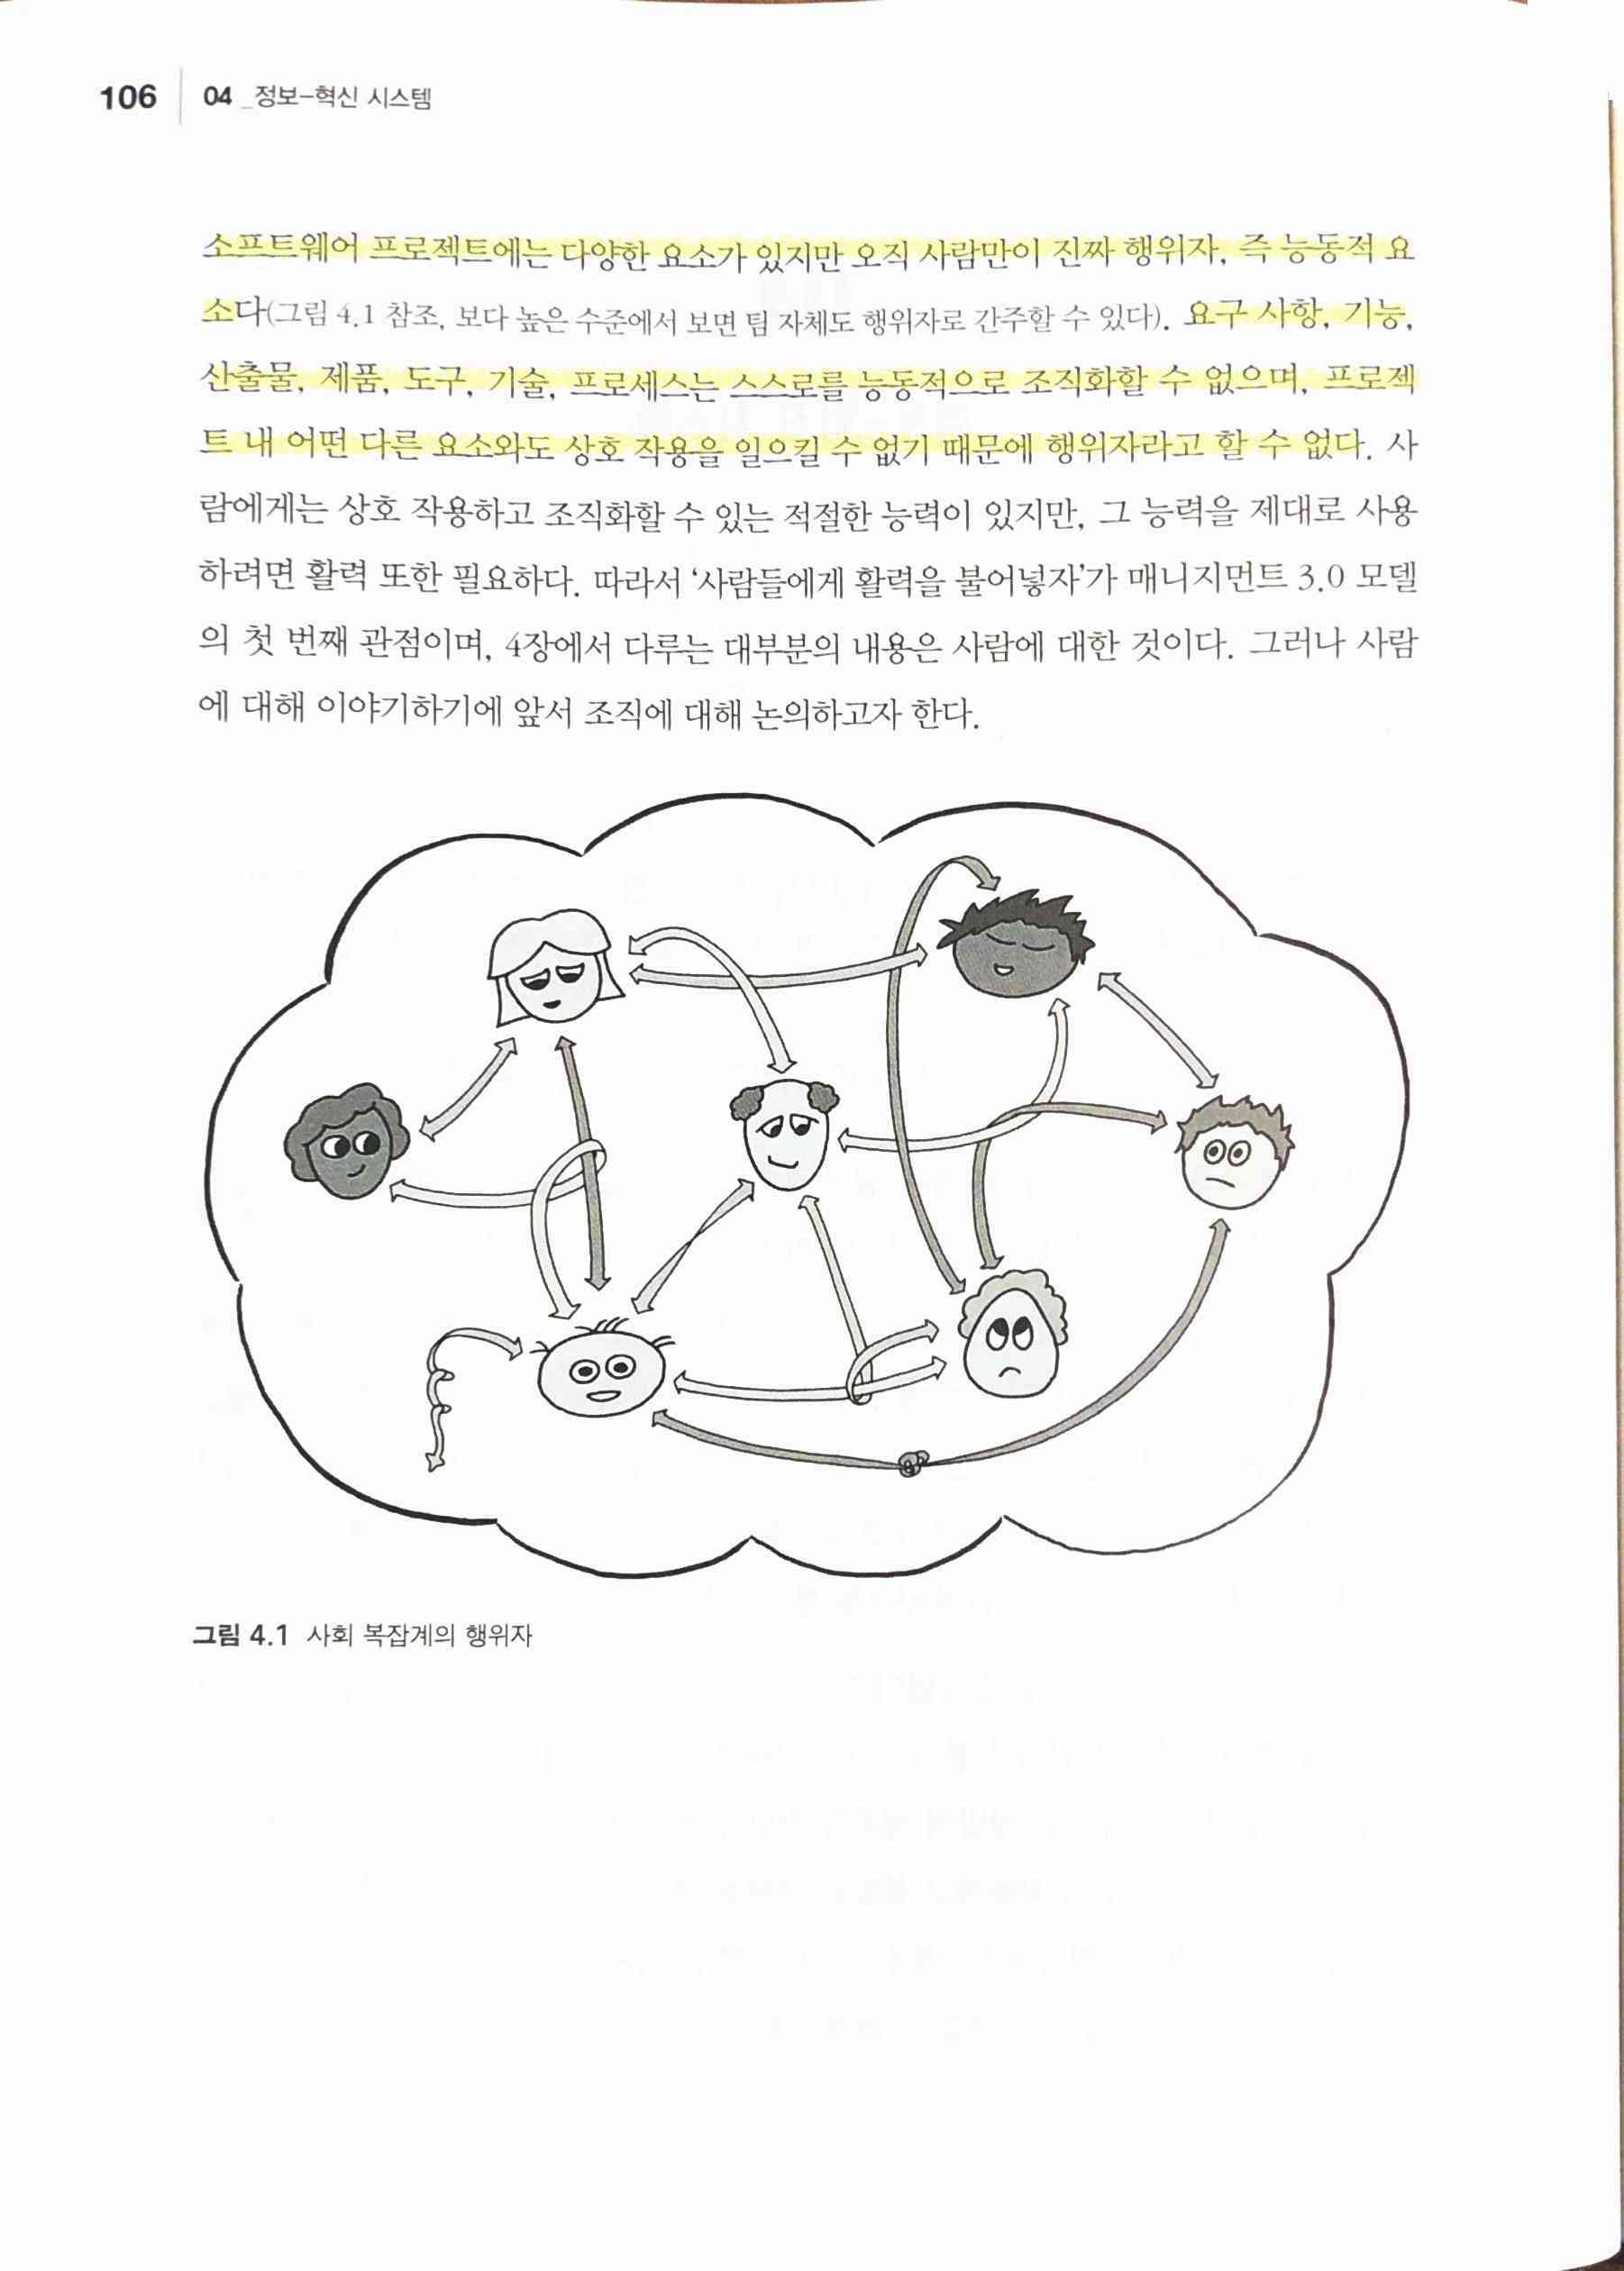 106 04 _정보-혁신 시스템
소프트웨어 프로젝트에는 다양한 요소가 있지만 오직 사람만이 진짜 행위자, 즉 능동적 요
소다(그림 4.1 참조, 보다 높은 수준에서 보면 팀 자체도 행위자로 간주할 수 있다). 요구 사항, 기능,
산출물, 제품, 도구, 기술, 프로세스는 스스로를 능동적으로 조직화할 수 없으며, 프로젝
트 내 어떤 다른 요소와도 상호 작용을 일으킬 수 없기 때문에 행위자라고 할 수 없다. 사
람에게는 상호 작용하고 조직화할 수 있는 적절한 능력이 있지만, 그 능력을 제대로 사용
하려면 활력 또한 필요하다. 따라서 ‘사람들에게 활력을 불어넣자’가 매니지먼트 3.0 모델
의 첫 번째 관점이며, 4장에서 다루는 대부분의 내용은 사람에 대한 것이다. 그러나 사람
에 대해 이야기하기에 앞서 조직에 대해 논의하고자 한다.
그림 4.1 사회 복잡계의 행위자